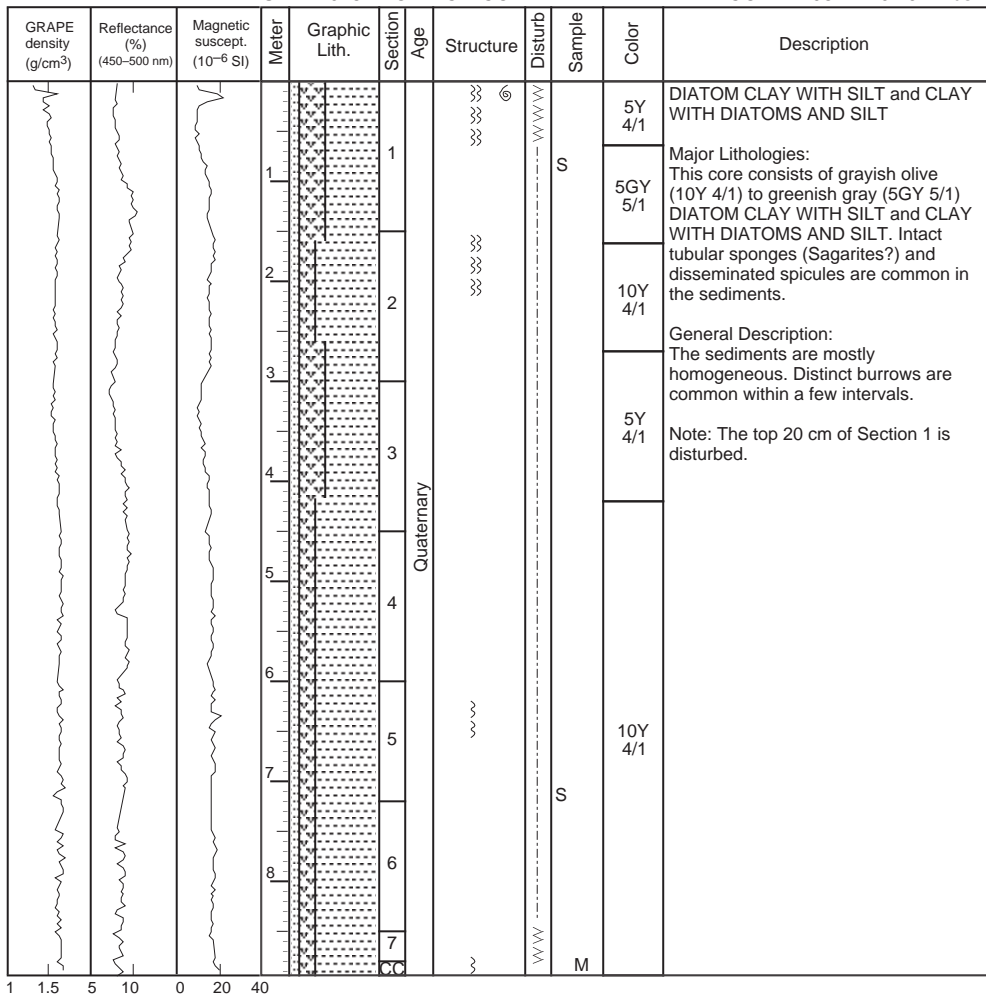 GRAPE
density
(g/cm3)
Reflectance
(%)
(450–500 nm)
Magnetic
suscept.
(10–6 SI)
Meter
Graphic
Lith.
Section
Age
Structure
Disturb
Sample
Color
Description
1
2
3
4
5
6
7
8
1
2
3
4
5
6
7
CC
Quaternary
S
S
M
5Y
4/1
5GY
5/1
10Y
4/1
5Y
4/1
10Y
4/1
DIATOM CLAY WITH SILT and CLAY
WITH DIATOMS AND SILT
Major Lithologies:
This core consists of grayish olive
(10Y 4/1) to greenish gray (5GY 5/1)
DIATOM CLAY WITH SILT and CLAY
WITH DIATOMS AND SILT. Intact
tubular sponges (Sagarites?) and
disseminated spicules are common in
the sediments.
General Description:
The sediments are mostly
homogeneous. Distinct burrows are
common within a few intervals.
Note: The top 20 cm of Section 1 is
disturbed.
1 1.5 5 10 0 20 40